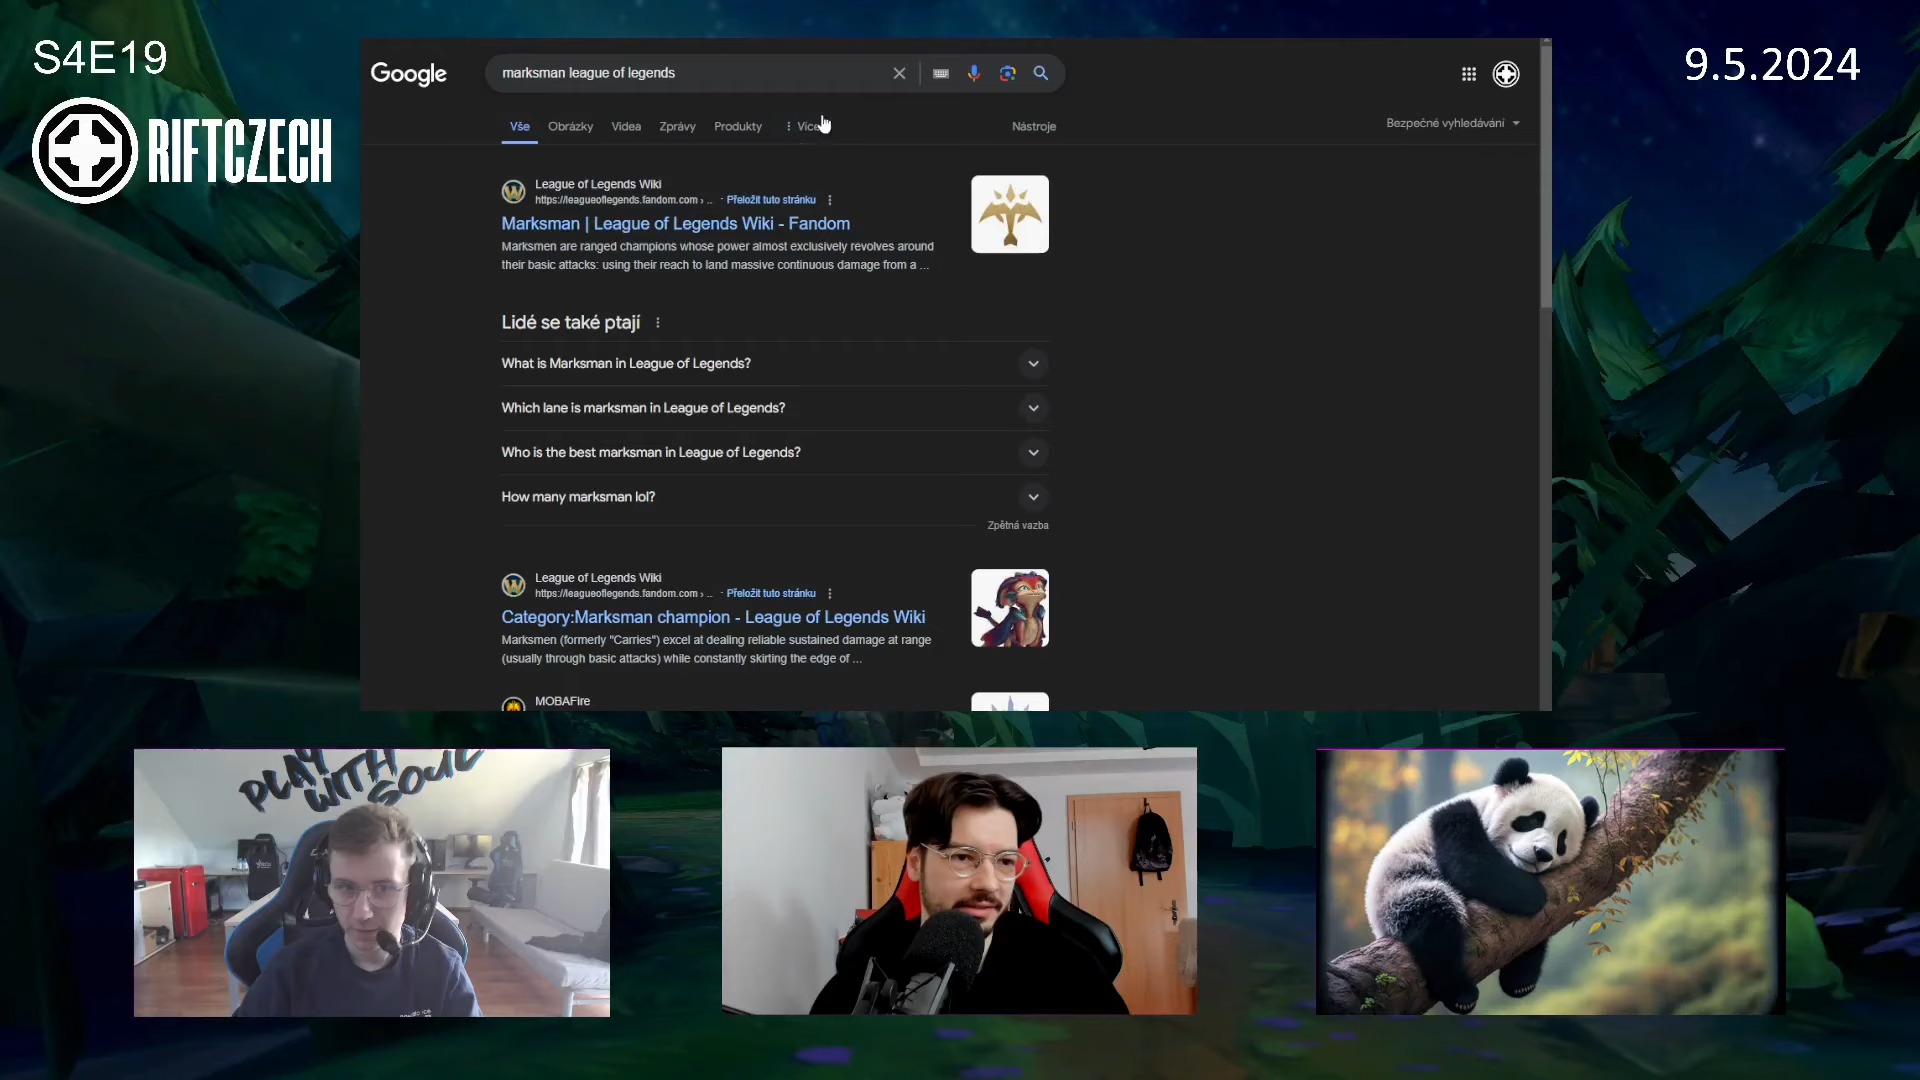 S4E19
RIFTCZECH
9.5.2024
Google
marksman league of legends
Vše
Obrázky
Videa
Zprávy
Produkty
Více
Nástroje
Bezpečné vyhledávání
League of Legends Wiki
https://leagueoflegends.fandom.com › ... · Přeložit tuto stránku
Marksman | League of Legends Wiki - Fandom
Marksmen are ranged champions whose power almost exclusively revolves around
their basic attacks: using their reach to land massive continuous damage from a ...
Lidé se také ptají
What is Marksman in League of Legends?
Which lane is marksman in League of Legends?
Who is the best marksman in League of Legends?
How many marksman lol?
Zpětná vazba
League of Legends Wiki
https://leagueoflegends.fandom.com › ... · Přeložit tuto stránku
Category:Marksman champion - League of Legends Wiki
Marksmen (formerly "Carries") excel at dealing reliable sustained damage at range
(usually through basic attacks) while constantly skirting the edge of ...
MOBAFire
PLAY
WITH
SOUL